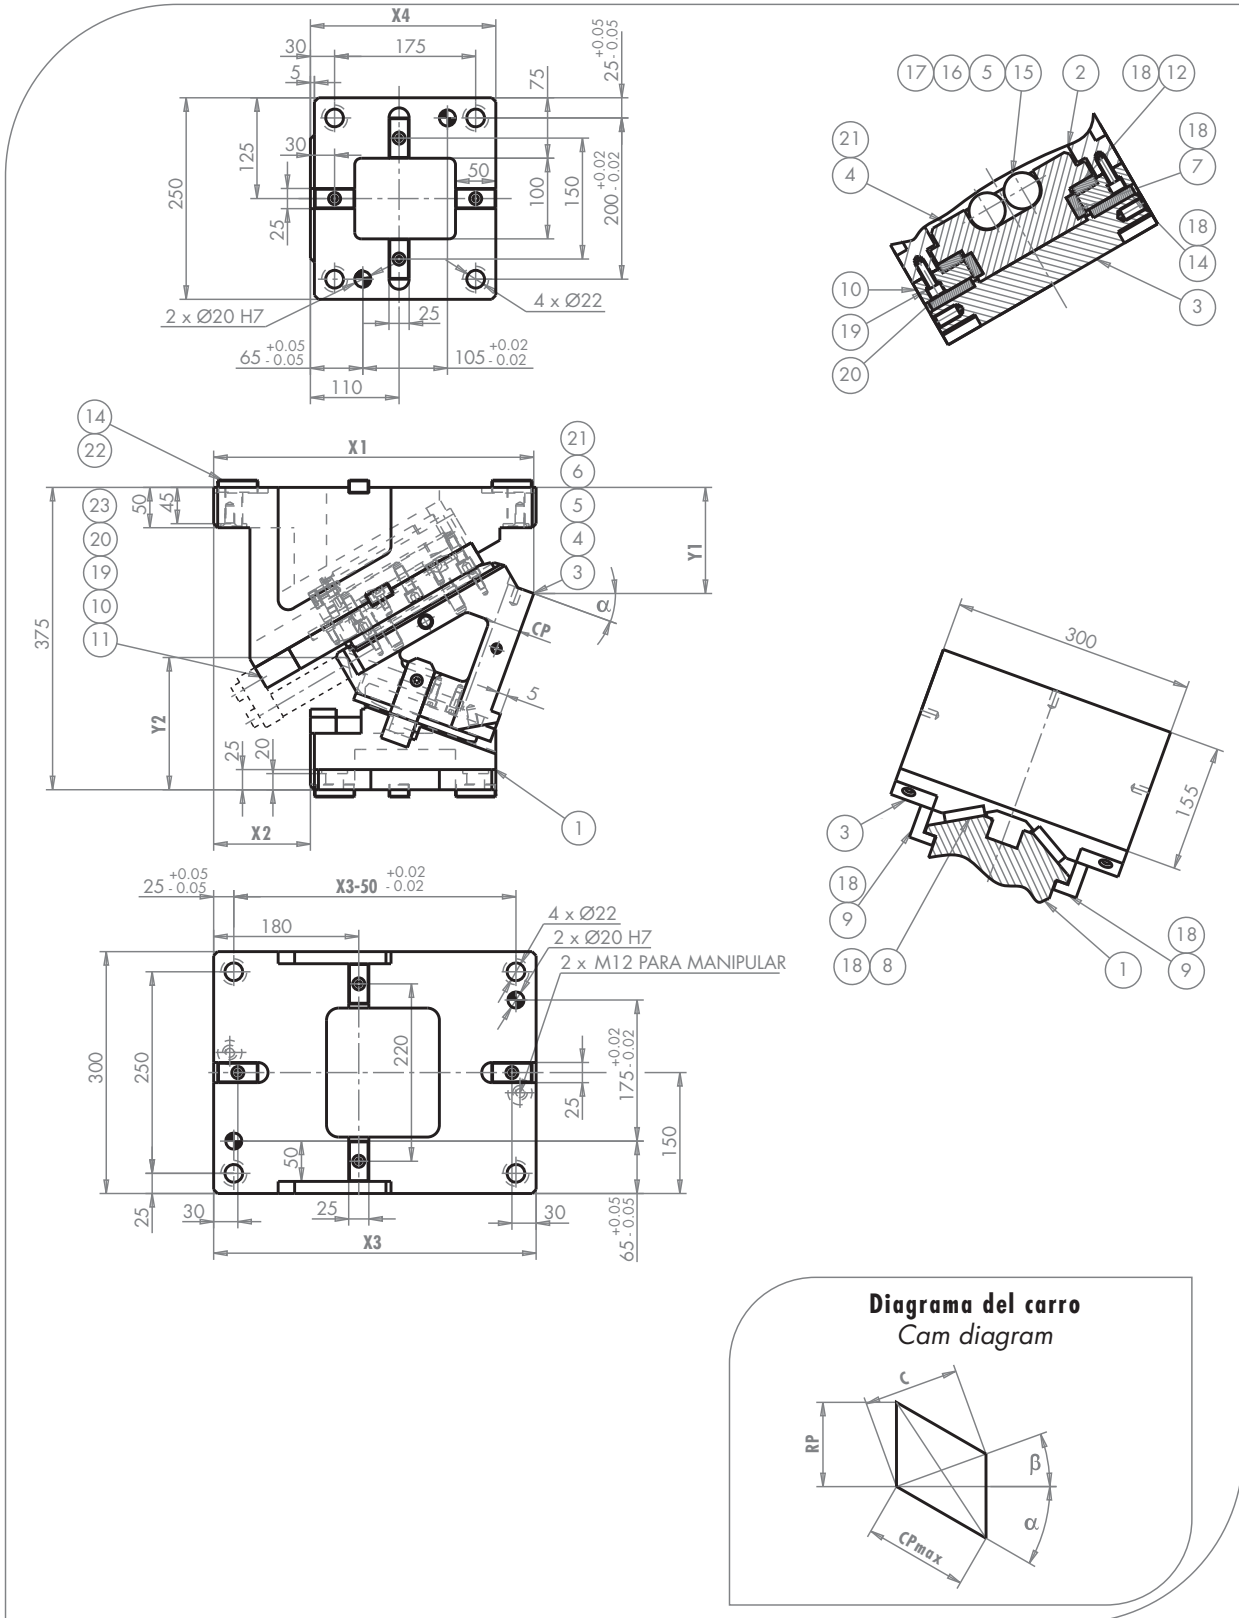 X4
30
175
25 +0.05 - 0.05
5
75
250
125
30
50
100
150
200 +0.02 - 0.02
25
2 x Ø20 H7
25
4 x Ø22
65 +0.05 - 0.05
105 +0.02 - 0.02
110
17
16
5
15
2
18
12
21
4
18
7
18
14
10
19
20
3
14
22
X1
21
6
5
4
3
23
20
19
10
11
50
45
375
Y1
α
CP
5
Y2
25
20
X2
1
300
155
3
18
9
18
8
1
18
9
25 +0.05 - 0.05
X3-50 +0.02 - 0.02
180
4 x Ø22
2 x Ø20 H7
2 x M12 PARA MANIPULAR
300
250
220
175 +0.02 - 0.02
25
150
50
25
30
25
30
65 +0.05 - 0.05
X3
Diagrama del carro
Cam diagram
C
RP
β
α
CPmax